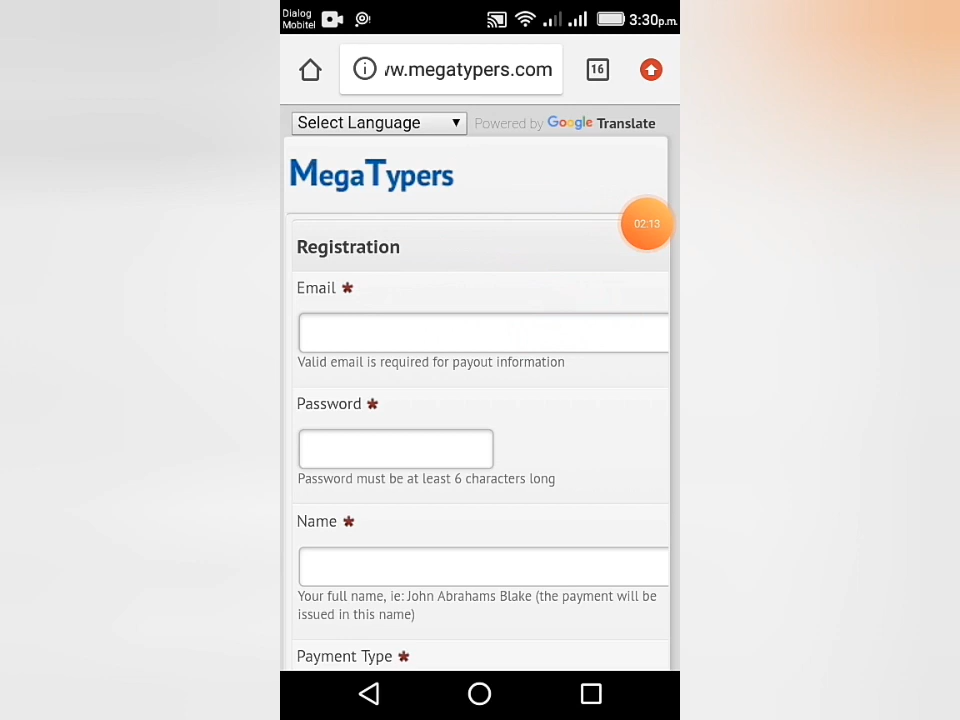 Dialog
Mobitel
3:30p.m.
w.megatypers.com
16
Select Language
Powered by Google Translate
MegaTypers
02:13
Registration
Email *
Valid email is required for payout information
Password *
Password must be at least 6 characters long
Name *
Your full name, ie: John Abrahams Blake (the payment will be
issued in this name)
Payment Type *